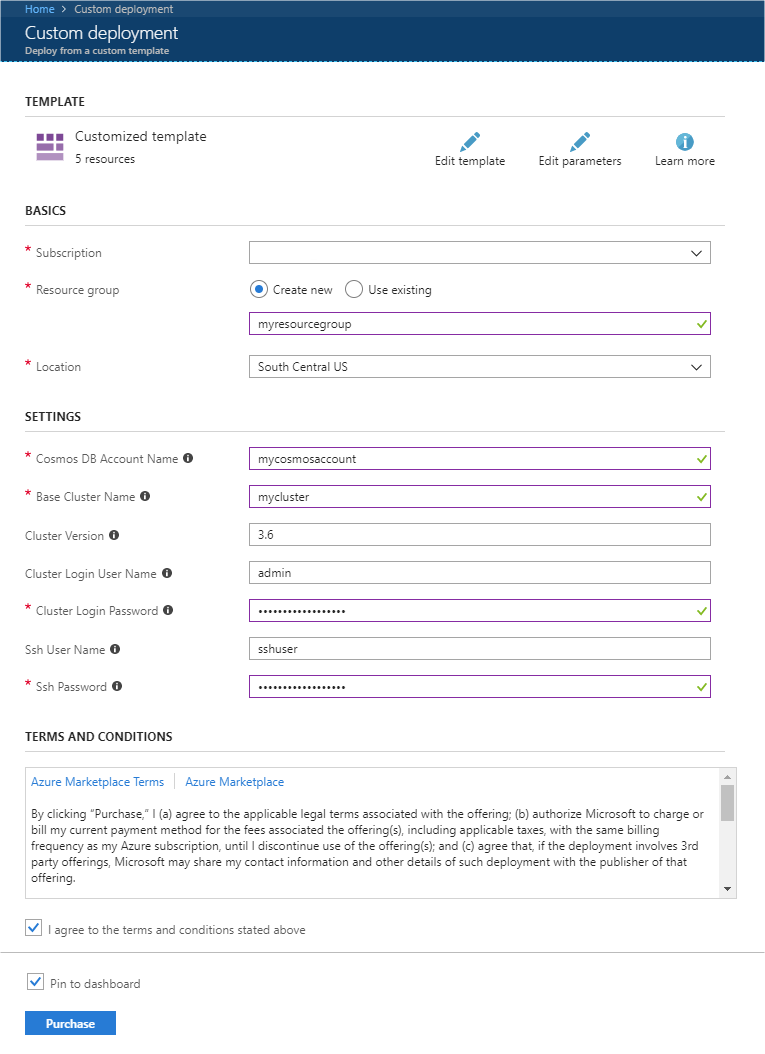 Home > Custom deployment
Custom deployment
Deploy from a custom template
TEMPLATE
Customized template
5 resources
Edit template
Edit parameters
Learn more
BASICS
* Subscription
* Resource group
Create new
Use existing
myresourcegroup
* Location
South Central US
SETTINGS
* Cosmos DB Account Name
mycosmosaccount
* Base Cluster Name
mycluster
Cluster Version
3.6
Cluster Login User Name
admin
* Cluster Login Password
••••••••••••••••••
Ssh User Name
sshuser
* Ssh Password
••••••••••••••••••
TERMS AND CONDITIONS
Azure Marketplace Terms | Azure Marketplace
By clicking “Purchase,” I (a) agree to the applicable legal terms associated with the offering; (b) authorize Microsoft to charge or
bill my current payment method for the fees associated the offering(s), including applicable taxes, with the same billing
frequency as my Azure subscription, until I discontinue use of the offering(s); and (c) agree that, if the deployment involves 3rd
party offerings, Microsoft may share my contact information and other details of such deployment with the publisher of that
offering.
I agree to the terms and conditions stated above
Pin to dashboard
Purchase